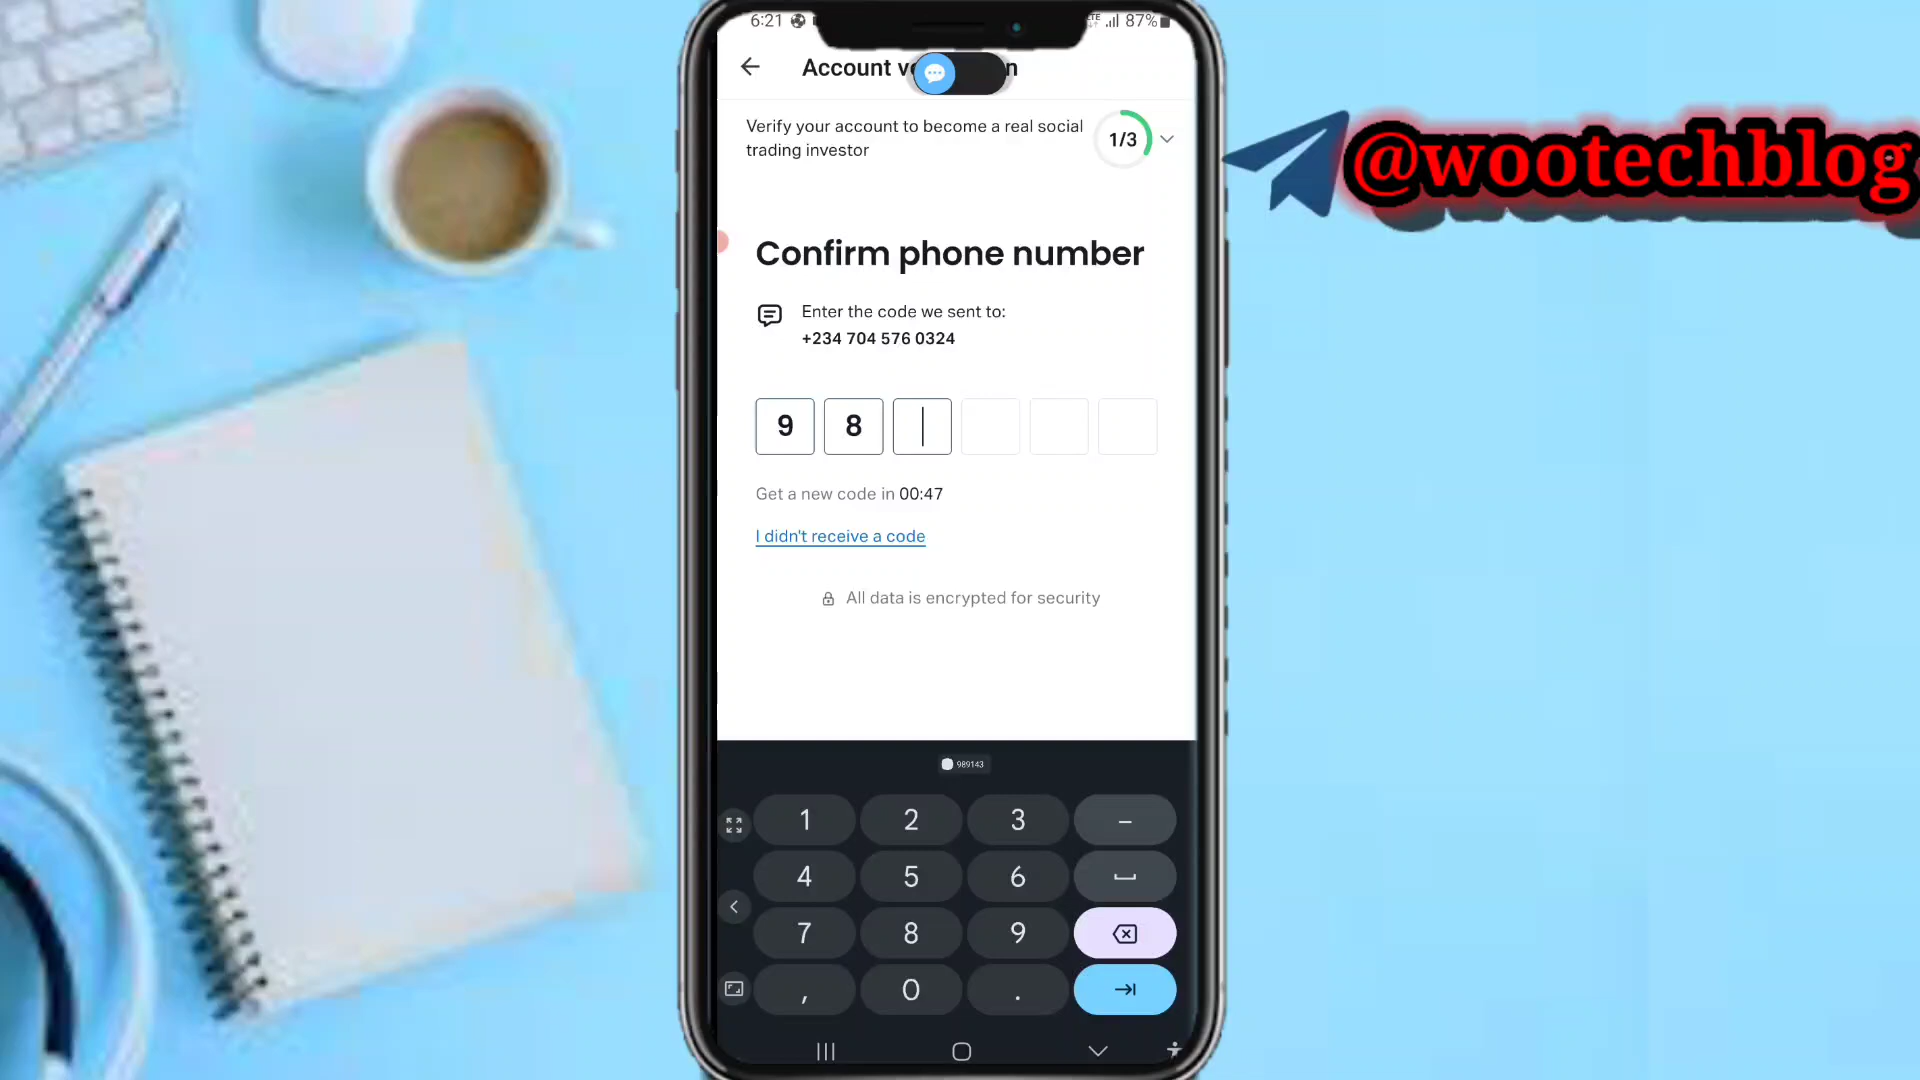 6:21
LTE
87%
@wootechblog
Verify your account to become a real social
trading investor
1/3
Confirm phone number
Enter the code we sent to:
+234 704 576 0324
9 8
Get a new code in 00:47
I didn't receive a code
All data is encrypted for security
989143
1 2 3 –
4 5 6
7 8 9
, 0 .